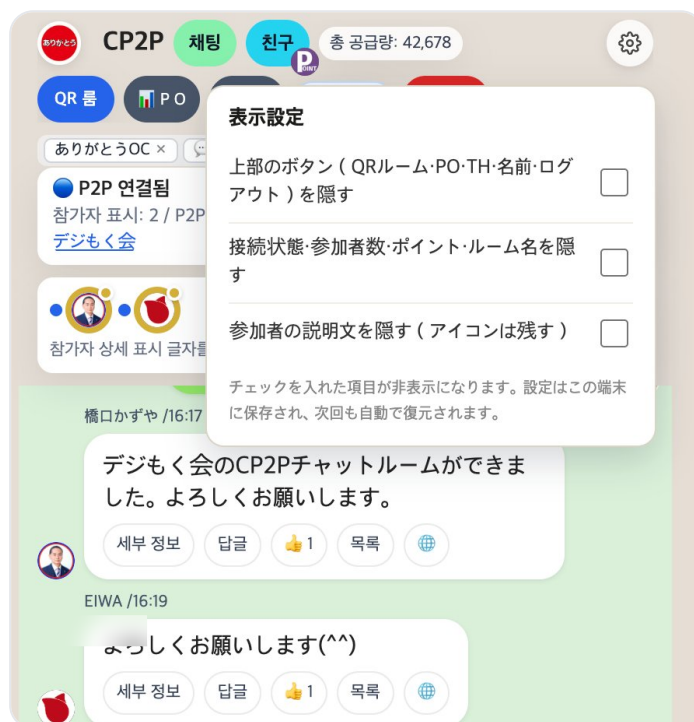 ありがとう
CP2P 채팅 친구 총 공급량: 42,678
POINT
QR 룸 P O
ありがとうOC ×
P2P 연결됨
참가자 표시: 2 / P2P
デジもく会
참가자 상세 표시 글자를
表示設定
上部のボタン ( QRルーム·PO·TH·名前·ログ
アウト ) を隠す
接続状態·参加者数·ポイント·ルーム名を隠
す
参加者の説明文を隠す ( アイコンは残す )
チェックを入れた項目が非表示になります。設定はこの端末
に保存され、次回も自動で復元されます。
橋口かずや /16:17
デジもく会のCP2Pチャットルームができま
した。よろしくお願いします。
세부 정보 답글 👍 1 목록
EIWA /16:19
よろしくお願いします(^^)
세부 정보 답글 👍 1 목록